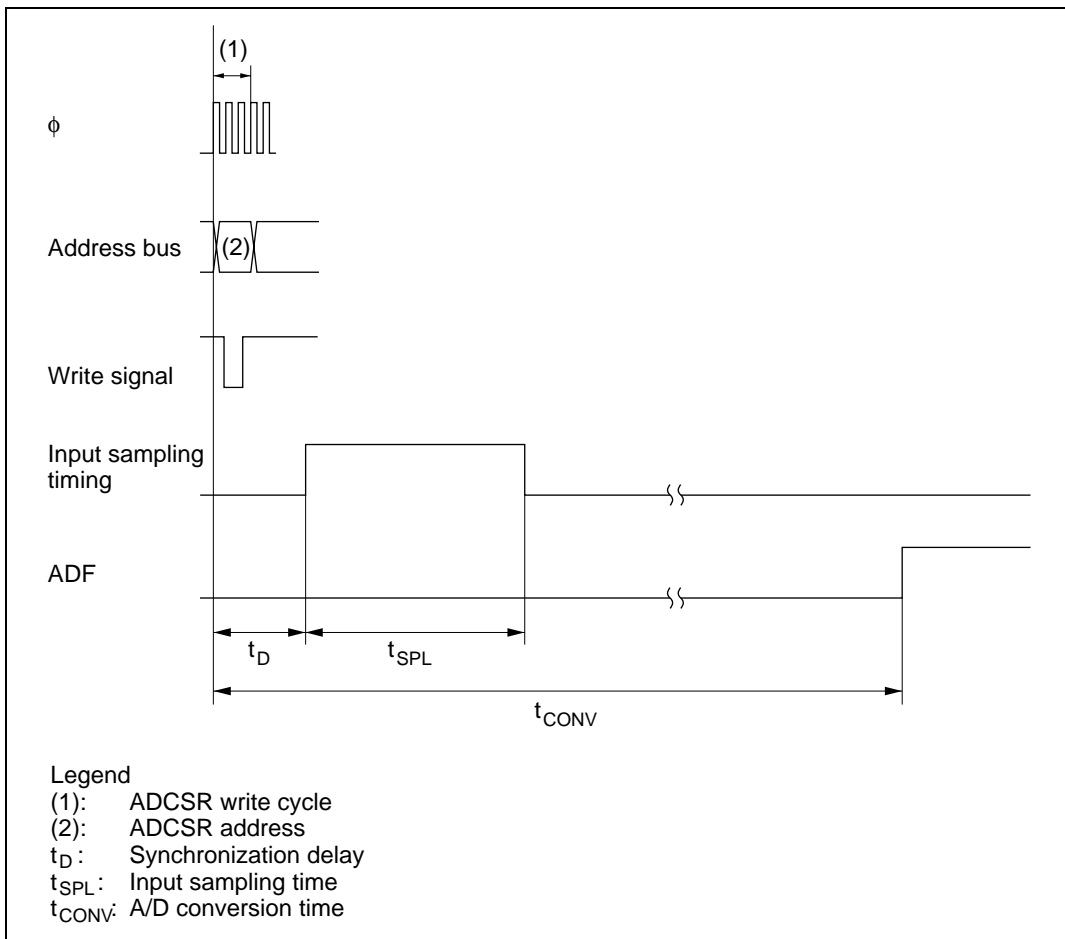 (1)
φ
Address bus
(2)
Write signal
Input sampling
timing
ADF
tD
tSPL
tCONV
Legend
(1): ADCSR write cycle
(2): ADCSR address
tD : Synchronization delay
tSPL : Input sampling time
tCONV: A/D conversion time